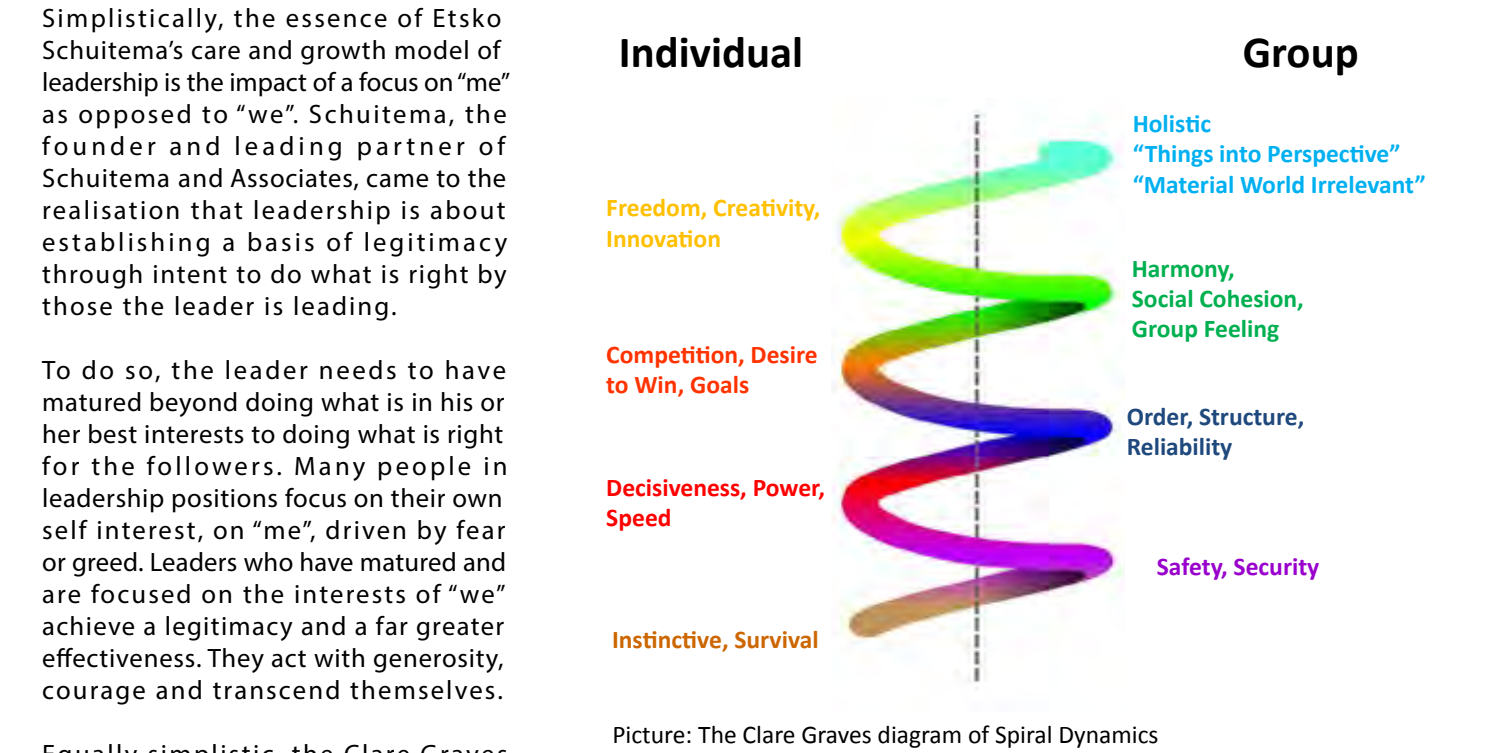 Simplistically, the essence of Etsko
Schuitema's care and growth model of
leadership is the impact of a focus on “me”
as opposed to “we”. Schuitema, the
founder and leading partner of
Schuitema and Associates, came to the
realisation that leadership is about
establishing a basis of legitimacy
through intent to do what is right by
those the leader is leading.
To do so, the leader needs to have
matured beyond doing what is in his or
her best interests to doing what is right
for the followers. Many people in
leadership positions focus on their own
self interest, on “me”, driven by fear
or greed. Leaders who have matured and
are focused on the interests of “we”
achieve a legitimacy and a far greater
effectiveness. They act with generosity,
courage and transcend themselves.
Equally simplistic, the Clare Graves
Individual
Group
Holistic
“Things into Perspective”
“Material World Irrelevant”
Freedom, Creativity,
Innovation
Harmony,
Social Cohesion,
Group Feeling
Competition, Desire
to Win, Goals
Order, Structure,
Reliability
Decisiveness, Power,
Speed
Safety, Security
Instinctive, Survival
Picture: The Clare Graves diagram of Spiral Dynamics